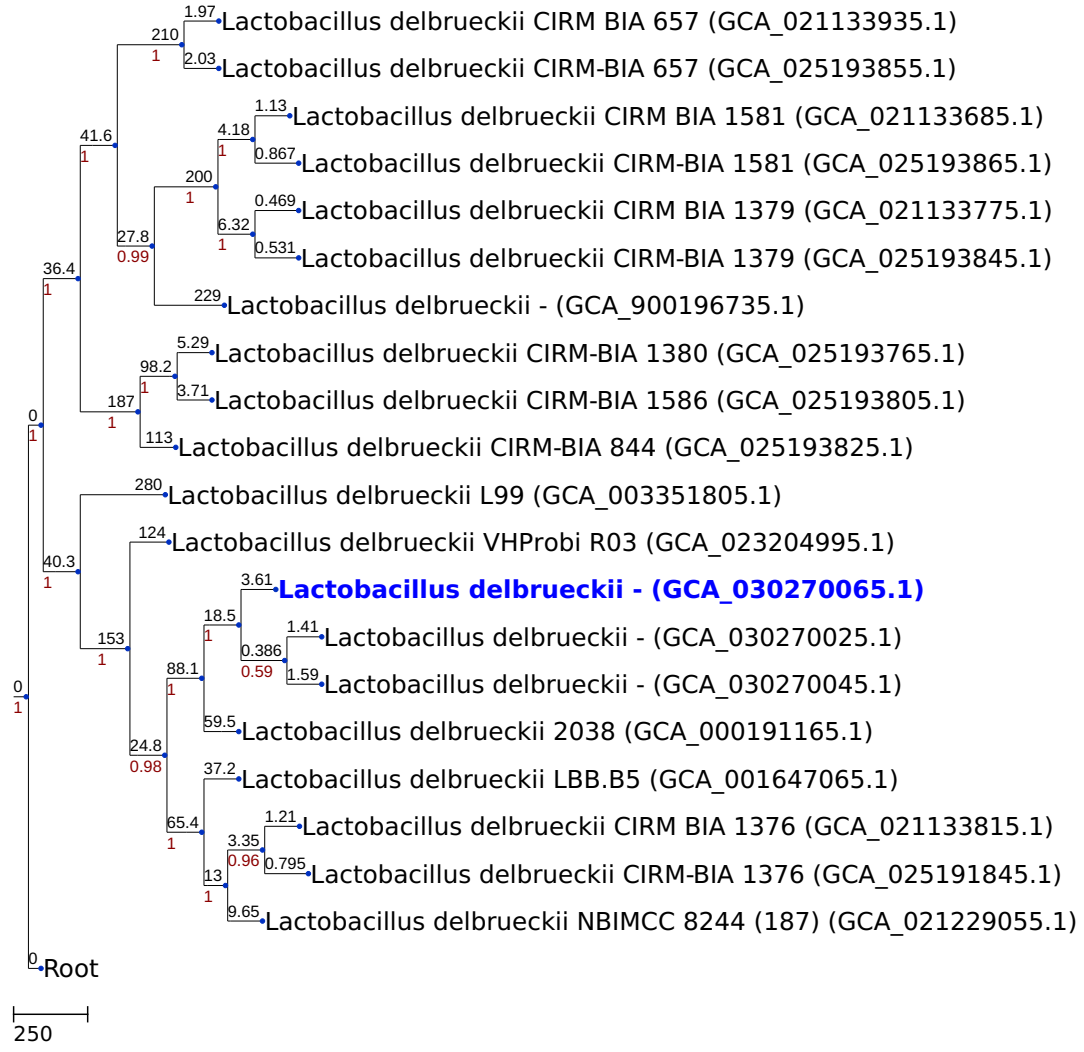 1.97
Lactobacillus delbrueckii CIRM BIA 657 (GCA_021133935.1)
210
1
2.03
Lactobacillus delbrueckii CIRM-BIA 657 (GCA_025193855.1)
1.13
Lactobacillus delbrueckii CIRM BIA 1581 (GCA_021133685.1)
41.6
1
4.18
1
0.867
Lactobacillus delbrueckii CIRM-BIA 1581 (GCA_025193865.1)
200
1
0.469
Lactobacillus delbrueckii CIRM BIA 1379 (GCA_021133775.1)
6.32
1
27.8
0.99
0.531
Lactobacillus delbrueckii CIRM-BIA 1379 (GCA_025193845.1)
36.4
1
229
Lactobacillus delbrueckii - (GCA_900196735.1)
5.29
Lactobacillus delbrueckii CIRM-BIA 1380 (GCA_025193765.1)
98.2
1
3.71
Lactobacillus delbrueckii CIRM-BIA 1586 (GCA_025193805.1)
187
1
0
1
113
Lactobacillus delbrueckii CIRM-BIA 844 (GCA_025193825.1)
280
Lactobacillus delbrueckii L99 (GCA_003351805.1)
124
Lactobacillus delbrueckii VHProbi R03 (GCA_023204995.1)
40.3
1
3.61
Lactobacillus delbrueckii - (GCA_030270065.1)
18.5
1
1.41
Lactobacillus delbrueckii - (GCA_030270025.1)
153
1
0.386
0.59
88.1
1
1.59
Lactobacillus delbrueckii - (GCA_030270045.1)
0
1
59.5
Lactobacillus delbrueckii 2038 (GCA_000191165.1)
24.8
0.98
37.2
Lactobacillus delbrueckii LBB.B5 (GCA_001647065.1)
65.4
1
1.21
Lactobacillus delbrueckii CIRM BIA 1376 (GCA_021133815.1)
3.35
0.96
0.795
Lactobacillus delbrueckii CIRM-BIA 1376 (GCA_025191845.1)
13
1
9.65
Lactobacillus delbrueckii NBIMCC 8244 (187) (GCA_021229055.1)
0
Root
250